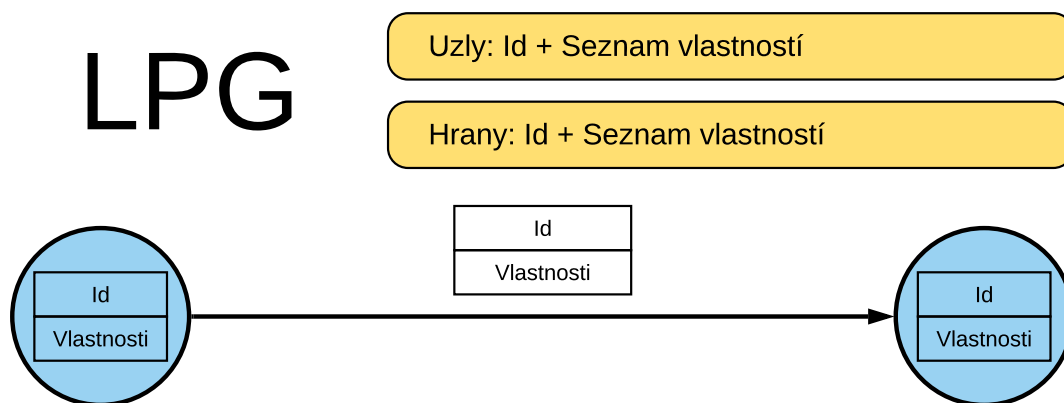 LPG
Uzly: Id + Seznam vlastností
Hrany: Id + Seznam vlastností
Id
Vlastnosti
Id
Vlastnosti
Id
Vlastnosti